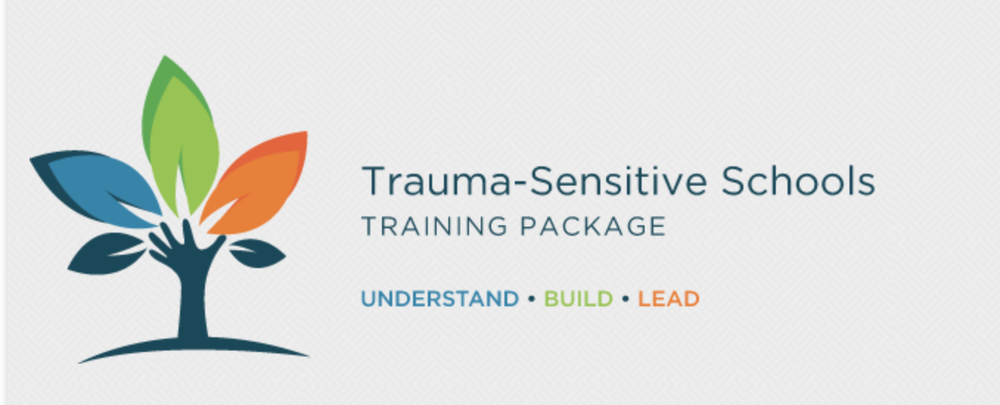 Trauma-Sensitive Schools
TRAINING PACKAGE
UNDERSTAND • BUILD • LEAD